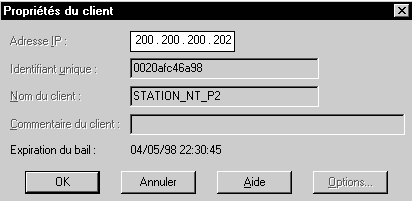 Propriétés du client
Adresse IP : 200 . 200 . 200 . 202
Identifiant unique : 0020afc46a98
Nom du client : STATION_NT_P2
Commentaire du client :
Expiration du bail : 04/05/98 22:30:45
OK Annuler Aide Options...